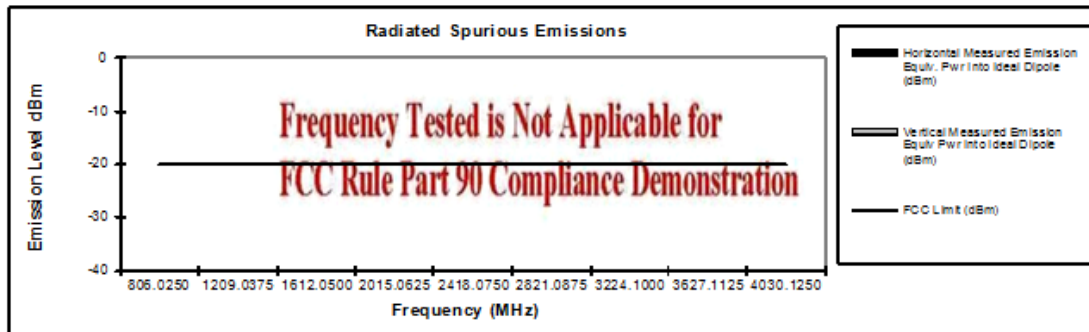 Radiated Spurious Emissions
Emission Level dBm
0
-10
-20
-30
-40
Frequency Tested is Not Applicable for
FCC Rule Part 90 Compliance Demonstration
806.0250 1209.0375 1612.0500 2015.0625 2418.0750 2821.0875 3224.1000 3627.1125 4030.1250
Frequency (MHz)
Horizontal Measured Emission
Equiv. Pwr Into Ideal Dipole
(dBm)
Vertical Measured Emission
Equiv Pwr Into Ideal Dipole
(dBm)
FCC Limit (dBm)